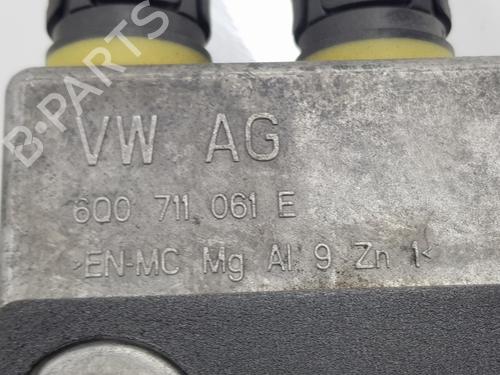 VW AG
6Q0 711 061 E
>EN-MC Mg Al 9 Zn 1<
B-PARTS